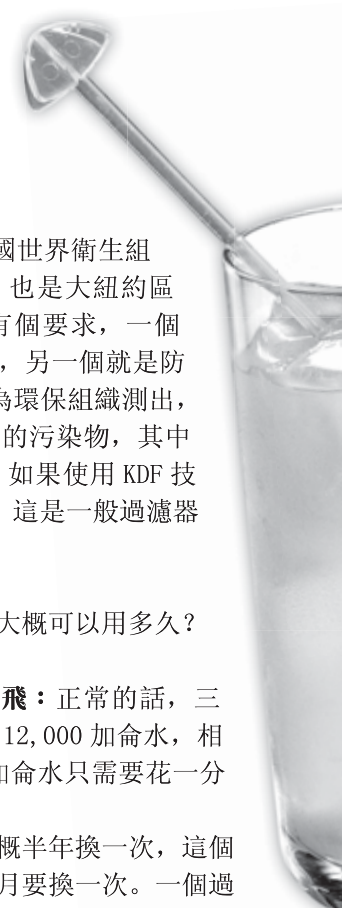 國世界衛生組
也是大紐約區
有個要求，一個
，另一個就是防
為環保組織測出，
的污染物，其中
如果使用 KDF 技
這是一般過濾器
大概可以用多久？
飛：正常的話，三
12,000 加侖水，相
加侖水只需要花一分
概半年換一次，這個
月要換一次。一個過